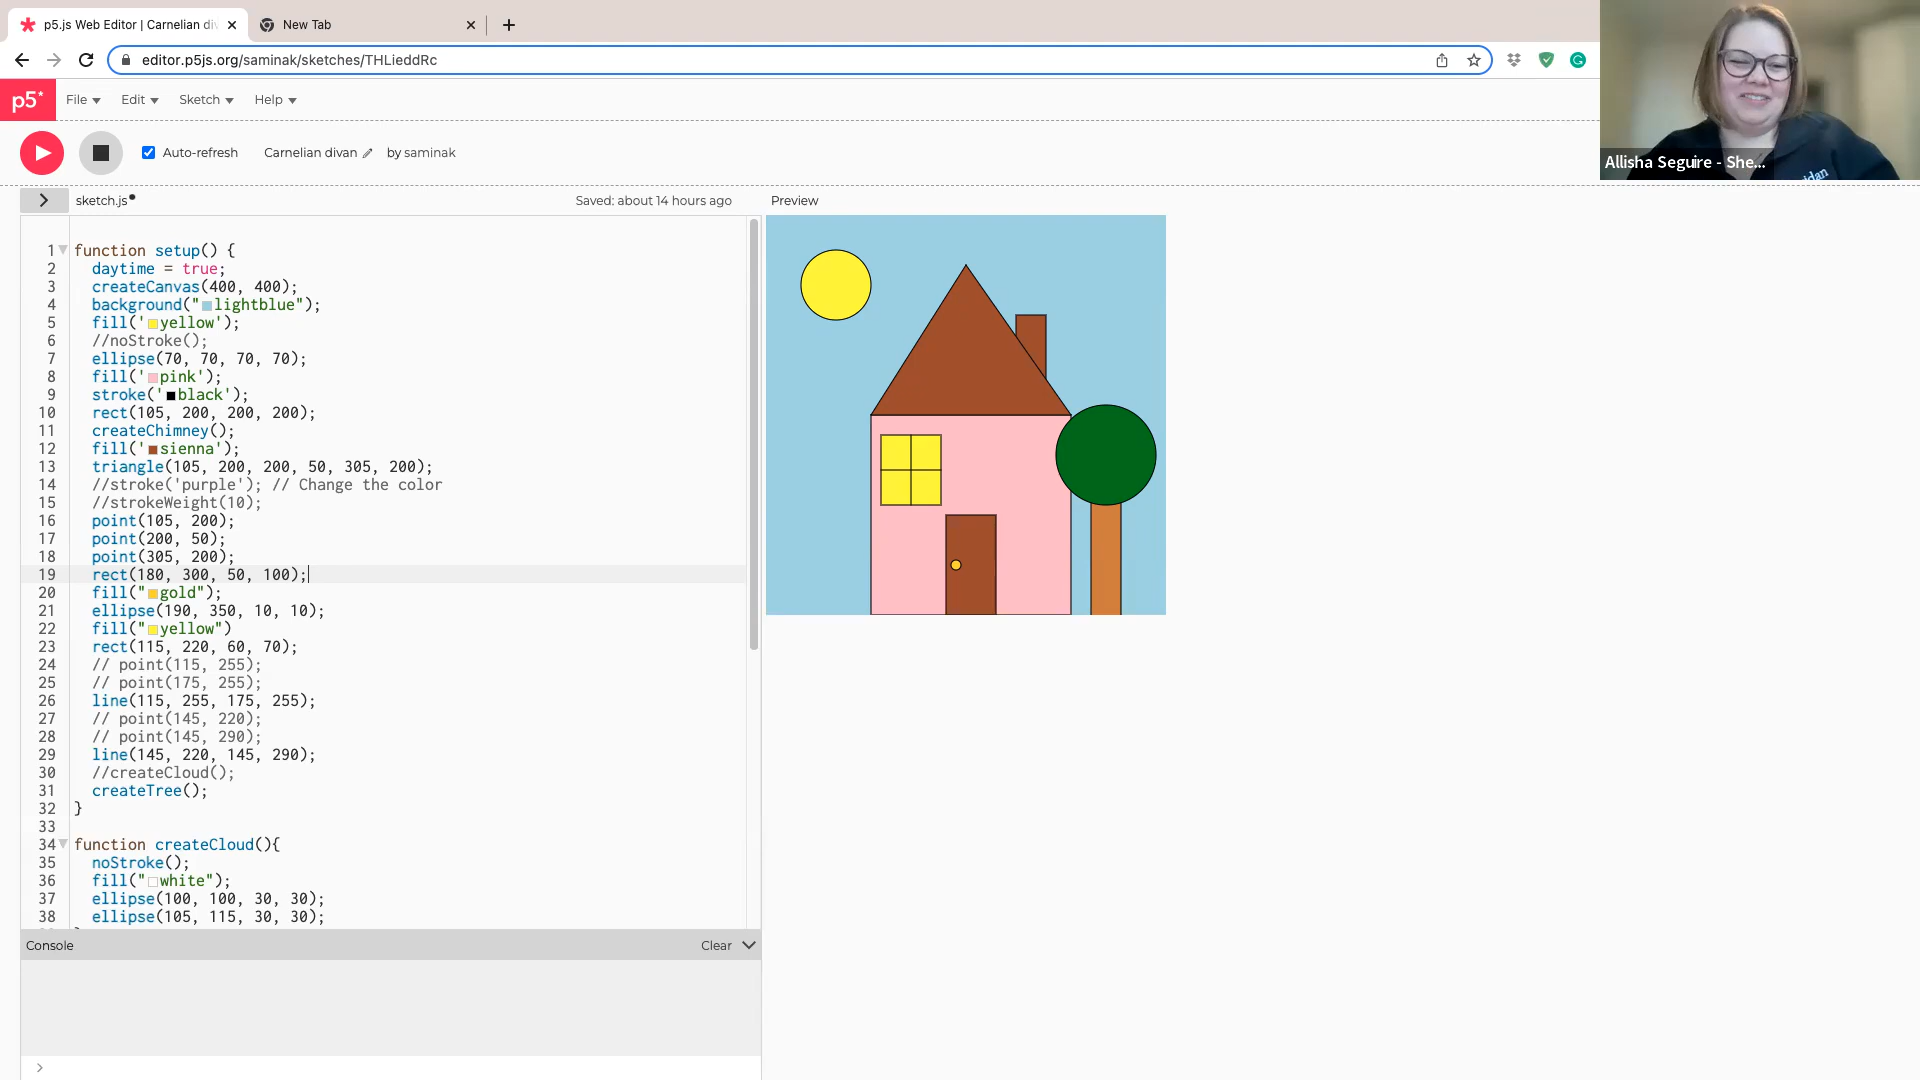 p5.js Web Editor | Carnelian di
New Tab
editor.p5js.org/saminak/sketches/THLieddRc
p5*
File
Edit
Sketch
Help
Auto-refresh
Carnelian divan
by saminak
Allisha Seguire - She...
sketch.js
Saved: about 14 hours ago
Preview
1 function setup() {
2 daytime = true;
3 createCanvas(400, 400);
4 background("lightblue");
5 fill('yellow');
6 //noStroke();
7 ellipse(70, 70, 70, 70);
8 fill('pink');
9 stroke('black');
10 rect(105, 200, 200, 200);
11 createChimney();
12 fill('sienna');
13 triangle(105, 200, 200, 50, 305, 200);
14 //stroke('purple'); // Change the color
15 //strokeWeight(10);
16 point(105, 200);
17 point(200, 50);
18 point(305, 200);
19 rect(180, 300, 50, 100);
20 fill("gold");
21 ellipse(190, 350, 10, 10);
22 fill("yellow")
23 rect(115, 220, 60, 70);
24 // point(115, 255);
25 // point(175, 255);
26 line(115, 255, 175, 255);
27 // point(145, 220);
28 // point(145, 290);
29 line(145, 220, 145, 290);
30 //createCloud();
31 createTree();
32 }
33
34 function createCloud(){
35 noStroke();
36 fill("white");
37 ellipse(100, 100, 30, 30);
38 ellipse(105, 115, 30, 30);
Console
Clear